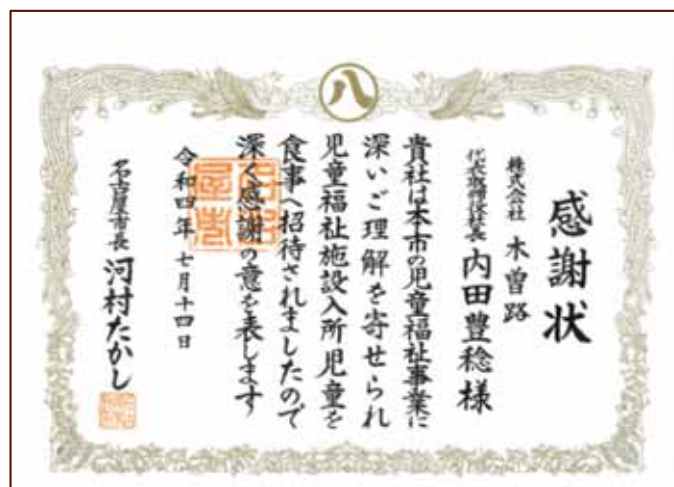 八
感謝状
株式会社 木曽路
代表取締役社長 内田豊稔様
貴社は本市の児童福祉事業に
深いご理解を寄せられ
児童福祉施設入所児童を
食事へ招待されましたので
深く感謝の意を表します
令和四年 七月十四日
名古屋市長 河村たかし